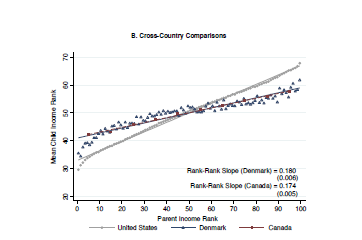 B. Cross-Country Comparisons
Mean Child Income Rank
70
60
50
40
30
20
Rank-Rank Slope (Denmark) = 0.180
(0.006)
Rank-Rank Slope (Canada) = 0.174
(0.005)
0 10 20 30 40 50 60 70 80 90 100
Parent Income Rank
United States Denmark Canada